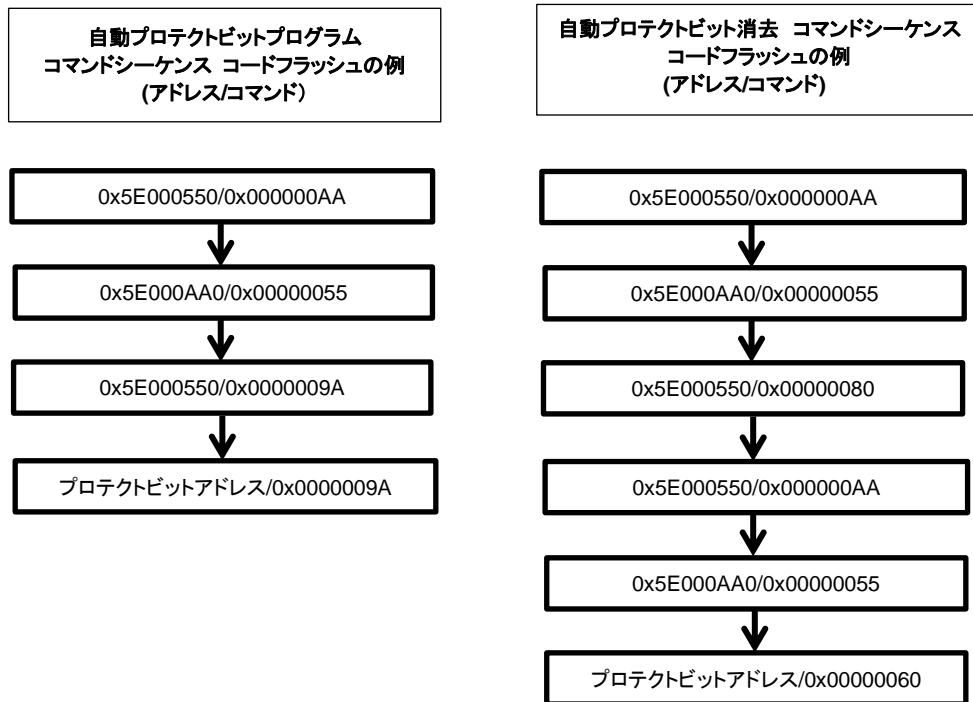 自動プロテクトビットプログラム
コマンドシーケンス コードフラッシュの例
(アドレス/コマンド)
0x5E000550/0x000000AA
0x5E000AA0/0x00000055
0x5E000550/0x0000009A
プロテクトビットアドレス/0x0000009A
自動プロテクトビット消去 コマンドシーケンス
コードフラッシュの例
(アドレス/コマンド)
0x5E000550/0x000000AA
0x5E000AA0/0x00000055
0x5E000550/0x00000080
0x5E000550/0x000000AA
0x5E000AA0/0x00000055
プロテクトビットアドレス/0x00000060